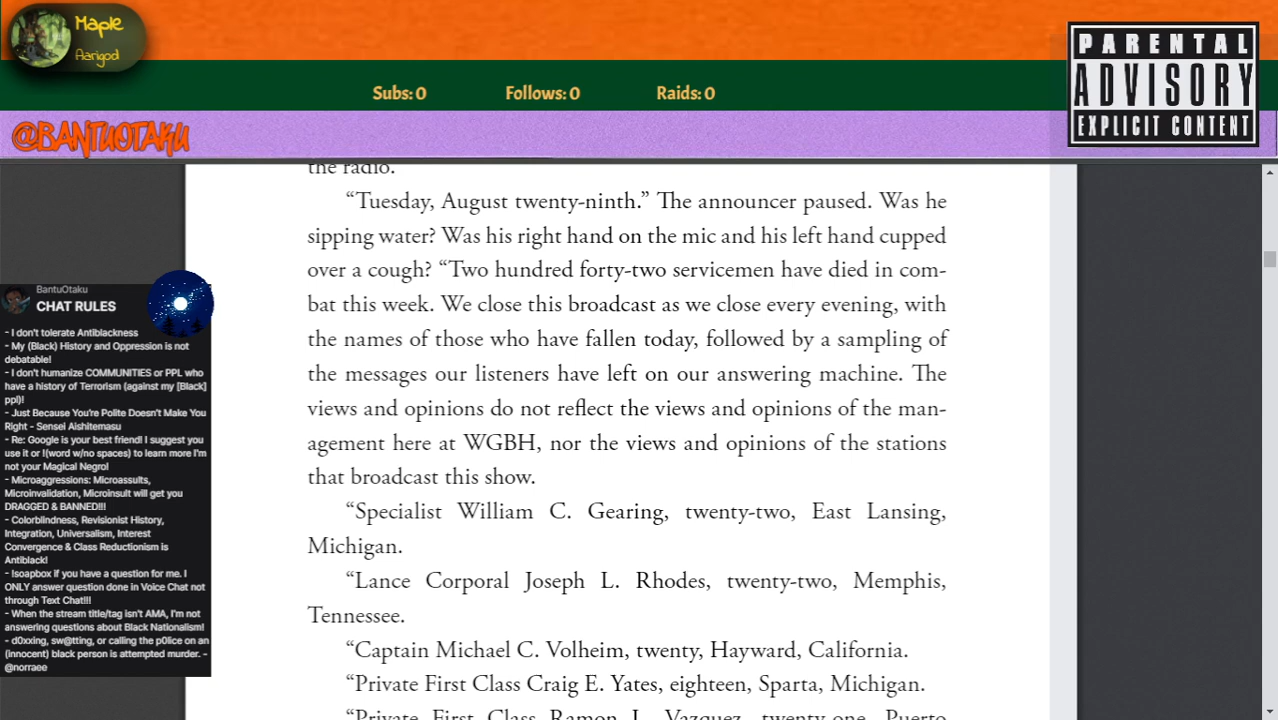 Maple
Aarigod
PARENTAL
ADVISORY
EXPLICIT CONTENT
Subs: 0 Follows: 0 Raids: 0
@BANTUOTAKU
the radio.
“Tuesday, August twenty-ninth.” The announcer paused. Was he
sipping water? Was his right hand on the mic and his left hand cupped
over a cough? “Two hundred forty-two servicemen have died in com-
bat this week. We close this broadcast as we close every evening, with
the names of those who have fallen today, followed by a sampling of
the messages our listeners have left on our answering machine. The
views and opinions do not reflect the views and opinions of the man-
agement here at WGBH, nor the views and opinions of the stations
that broadcast this show.
“Specialist William C. Gearing, twenty-two, East Lansing,
Michigan.
“Lance Corporal Joseph L. Rhodes, twenty-two, Memphis,
Tennessee.
“Captain Michael C. Volheim, twenty, Hayward, California.
“Private First Class Craig E. Yates, eighteen, Sparta, Michigan.
“Private First Class Ramon L. Vazquez, twenty-one, Puerto
BantuOtaku
CHAT RULES
- I don't tolerate Antiblackness
- My (Black) History and Oppression is not
debatable!
- I don't humanize COMMUNITIES or PPL who
have a history of Terrorism (against my [Black]
ppl)!
- Just Because You're Polite Doesn't Make You
Right - Sensei Aishitemasu
- Re: Google is your best friend! I suggest you
use it or !(word w/no spaces) to learn more I'm
not your Magical Negro!
- Microaggressions: Microassults,
Microinvalidation, Microinsult will get you
DRAGGED & BANNED!!!
- Colorblindness, Revisionist History,
Integration, Universalism, Interest
Convergence & Class Reductionism is
Antiblack!
- !soapbox if you have a question for me. I
ONLY answer question done in Voice Chat not
through Text Chat!!!
- When the stream title/tag isn't AMA, I'm not
answering questions about Black Nationalism!
- d0xxing, sw@tting, or calling the p0lice on an
(innocent) black person is attempted murder. -
@norraee